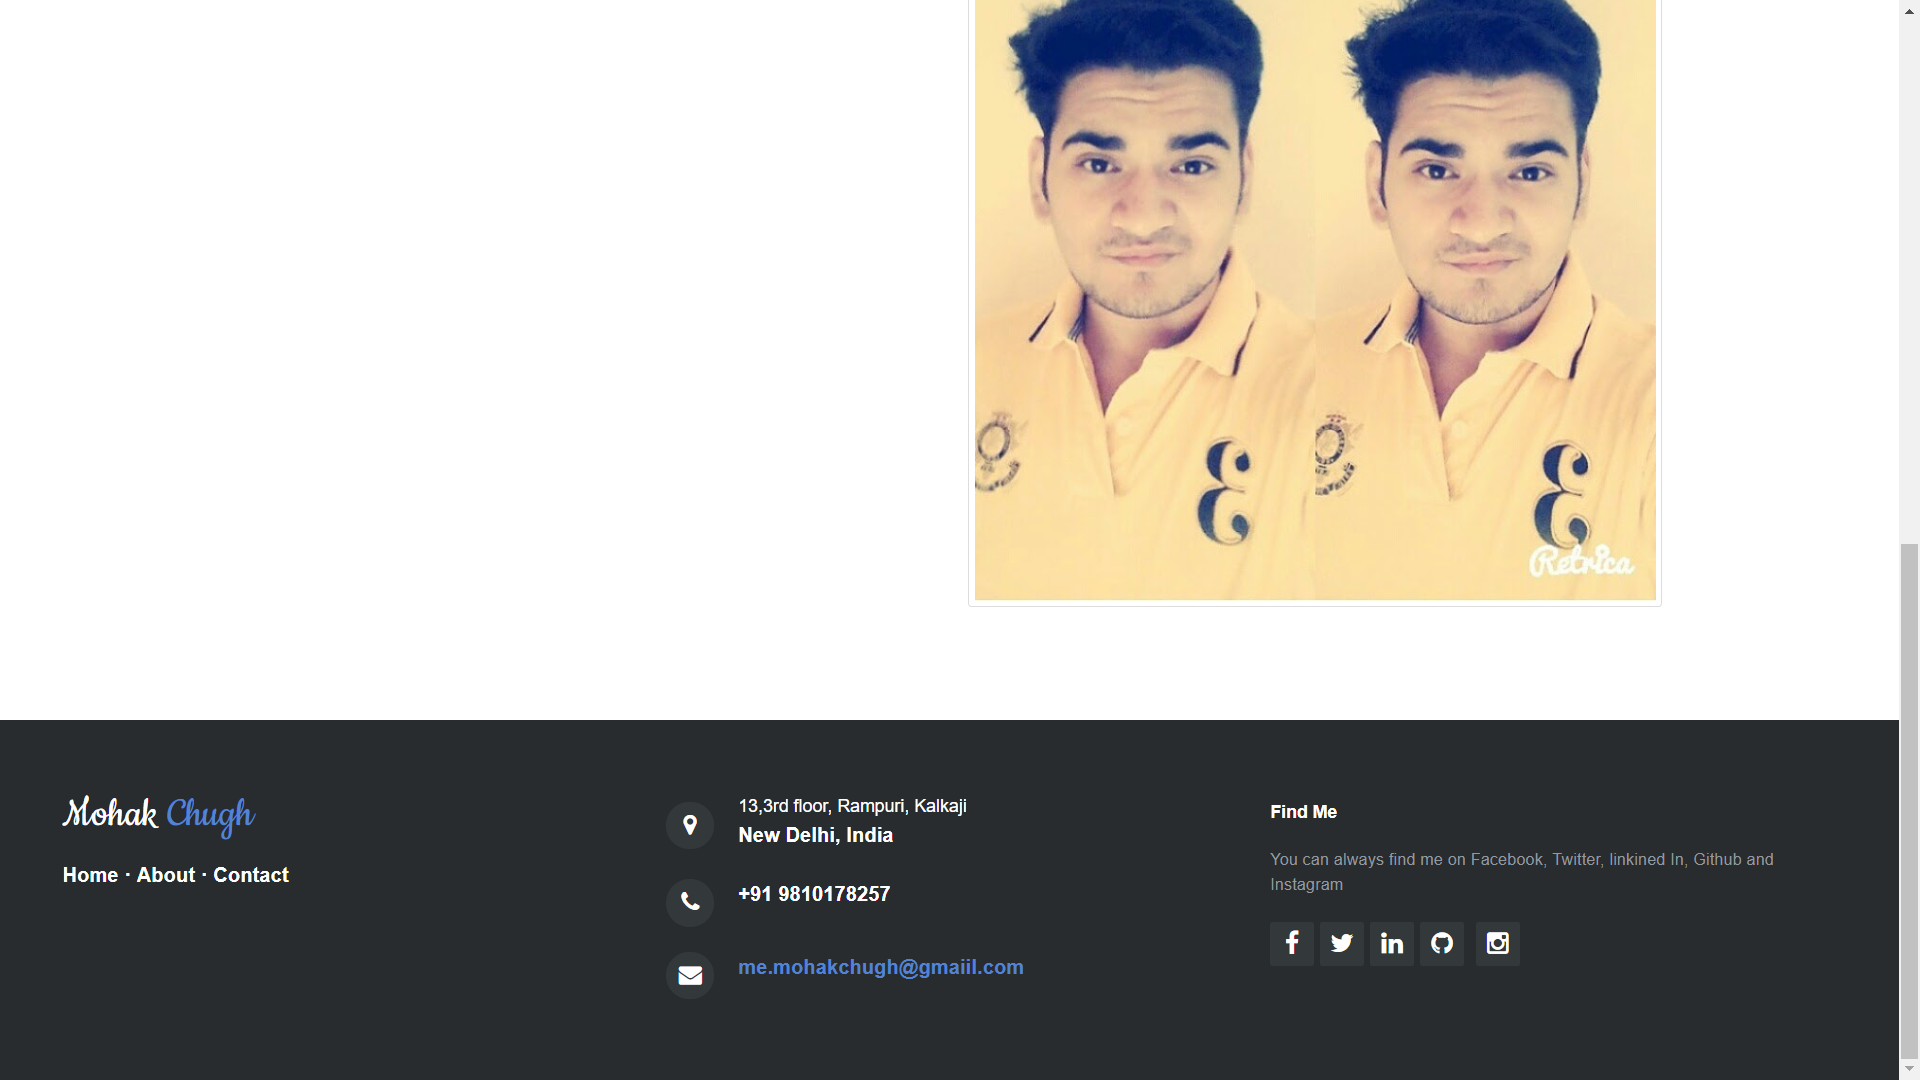 Retrica
Mohak Chugh
Home · About · Contact
13,3rd floor, Rampuri, Kalkaji
New Delhi, India
+91 9810178257
me.mohakchugh@gmaiil.com
Find Me
You can always find me on Facebook, Twitter, linkined In, Github and
Instagram